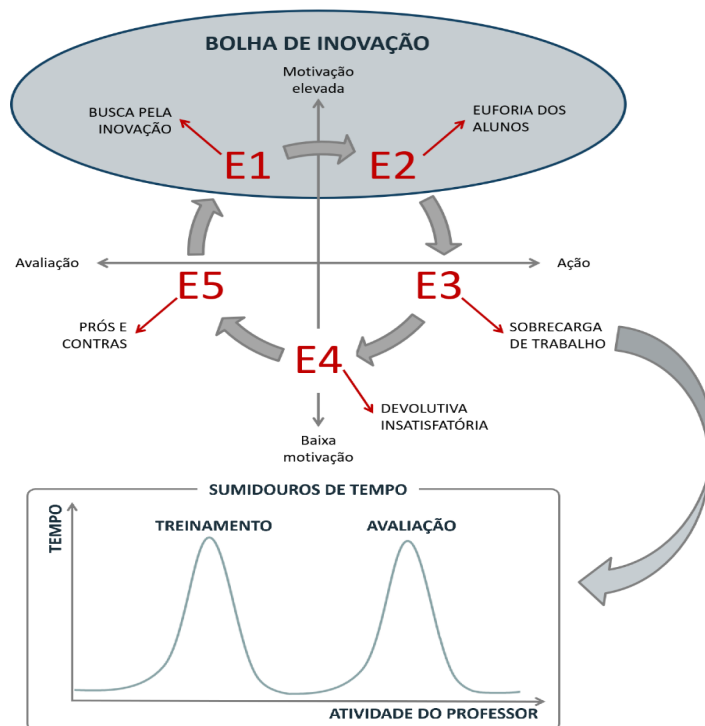 BOLHA DE INOVAÇÃO
Motivação
elevada
BUSCA PELA
INOVAÇÃO
EUFORIA DOS
ALUNOS
E1
E2
Avaliação
Ação
E5
E3
PRÓS E
CONTRAS
SOBRECARGA
DE TRABALHO
E4
DEVOLUTIVA
INSATISFATÓRIA
Baixa
motivação
SUMIDOUROS DE TEMPO
TEMPO
TREINAMENTO
AVALIAÇÃO
ATIVIDADE DO PROFESSOR